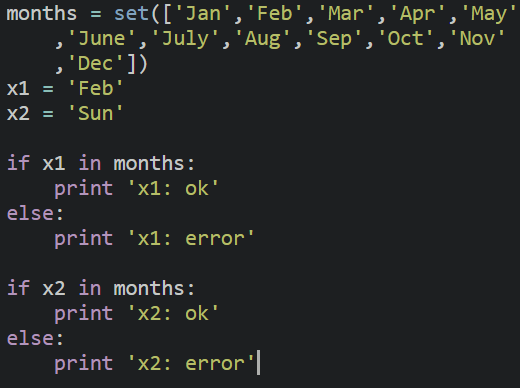 months = set(['Jan','Feb','Mar','Apr','May'
    ,'June','July','Aug','Sep','Oct','Nov'
    ,'Dec'])
x1 = 'Feb'
x2 = 'Sun'

if x1 in months:
    print 'x1: ok'
else:
    print 'x1: error'

if x2 in months:
    print 'x2: ok'
else:
    print 'x2: error'